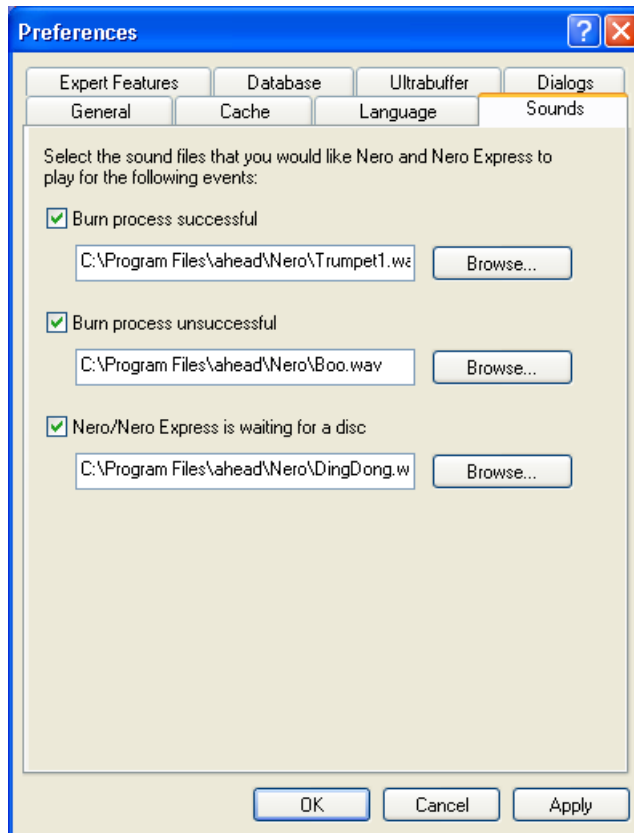 Preferences
Expert Features Database Ultrabuffer Dialogs
General Cache Language Sounds
Select the sound files that you would like Nero and Nero Express to
play for the following events:
Burn process successful
C:\Program Files\ahead\Nero\Trumpet1.wa Browse...
Burn process unsuccessful
C:\Program Files\ahead\Nero\Boo.wav Browse...
Nero/Nero Express is waiting for a disc
C:\Program Files\ahead\Nero\DingDong.w Browse...
OK Cancel Apply